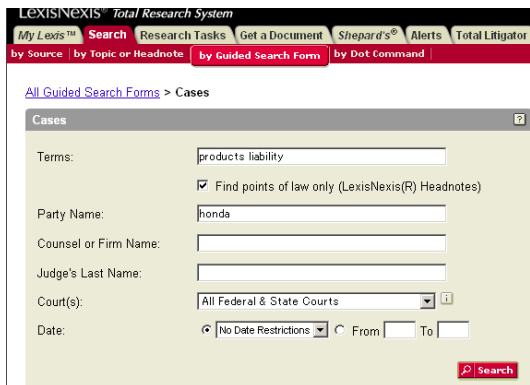 LexisNexis® Total Research System
My Lexis™ Search Research Tasks Get a Document Shepard's® Alerts Total Litigator
by Source | by Topic or Headnote by Guided Search Form by Dot Command
All Guided Search Forms > Cases
Cases ?
Terms: products liability
Find points of law only (LexisNexis(R) Headnotes)
Party Name: honda
Counsel or Firm Name:
Judge's Last Name:
Court(s): All Federal & State Courts i
Date: No Date Restrictions From To
Search